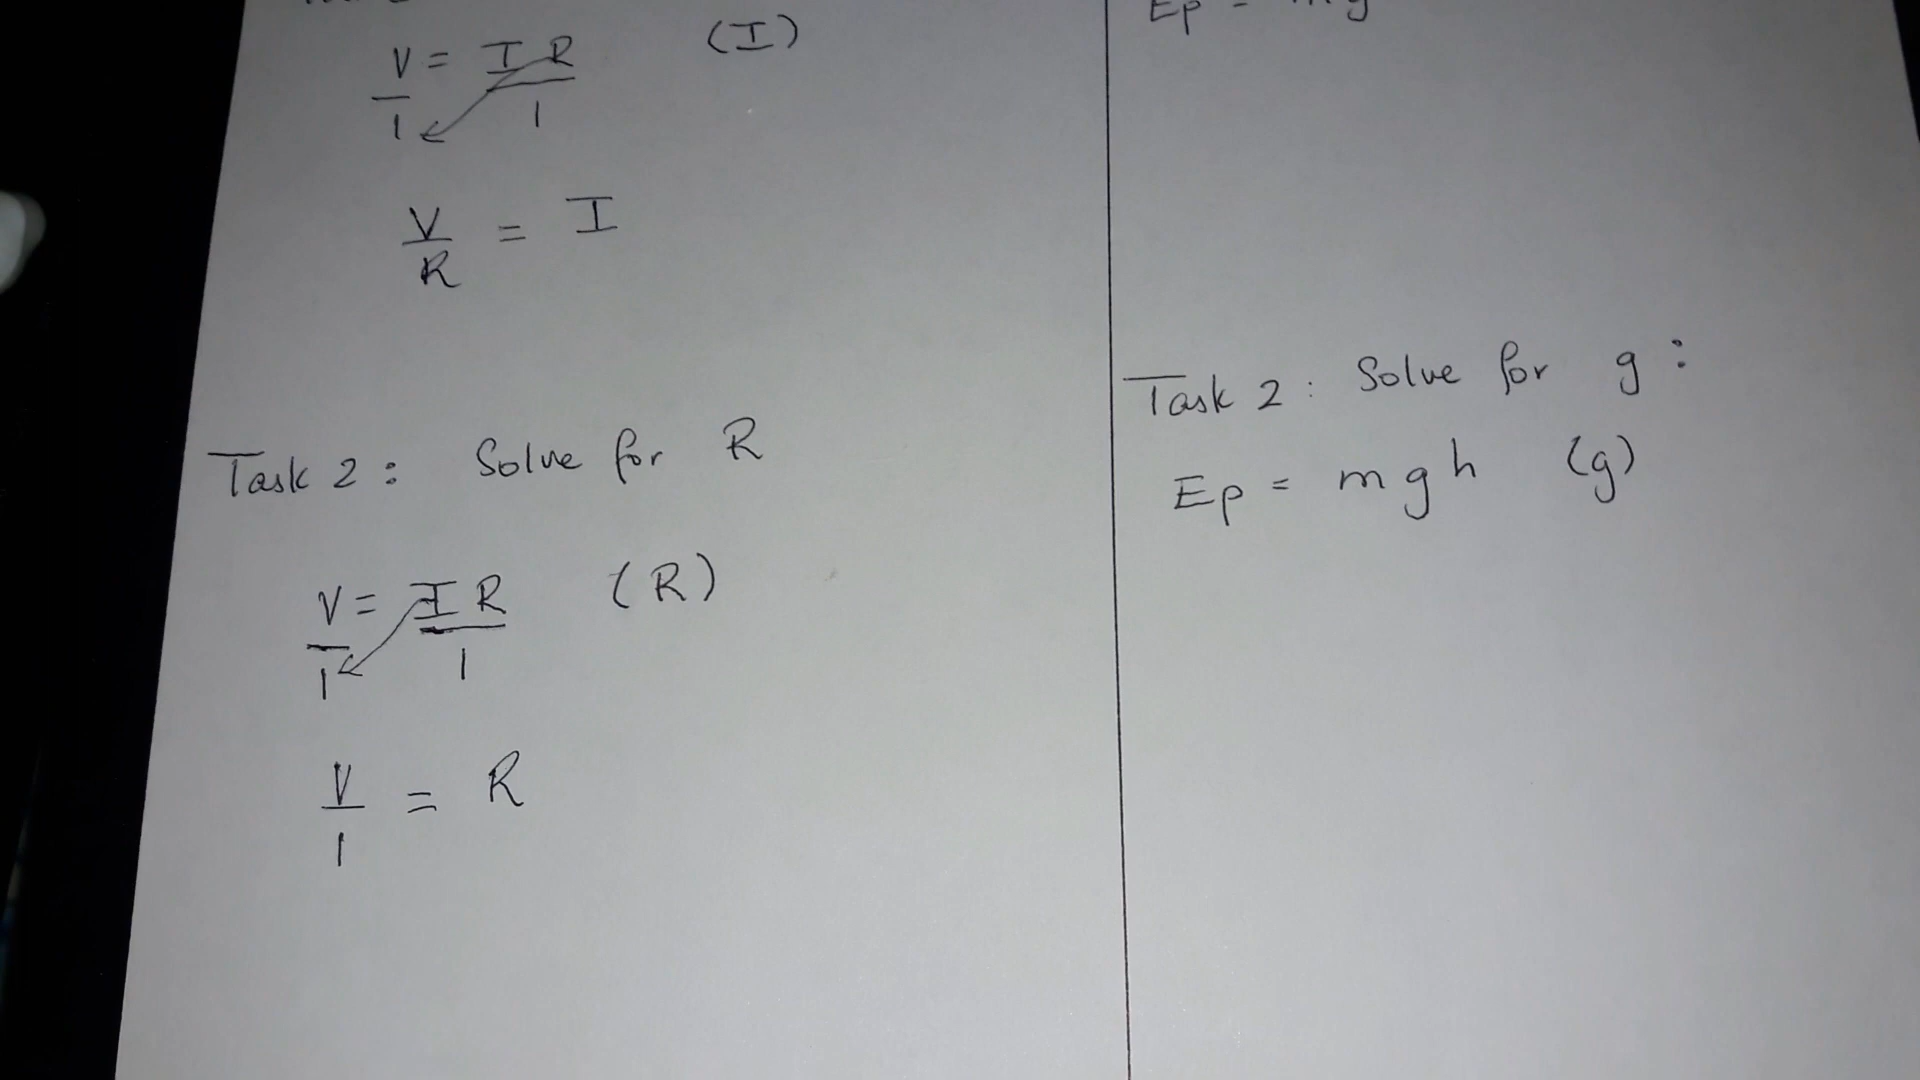 V = I R (I)
1 1
V = I
R
Task 2 : Solve for R
V = I R (R)
1 1
V = R
I
Ep =
Task 2 : Solve for g :
Ep = m g h (g)